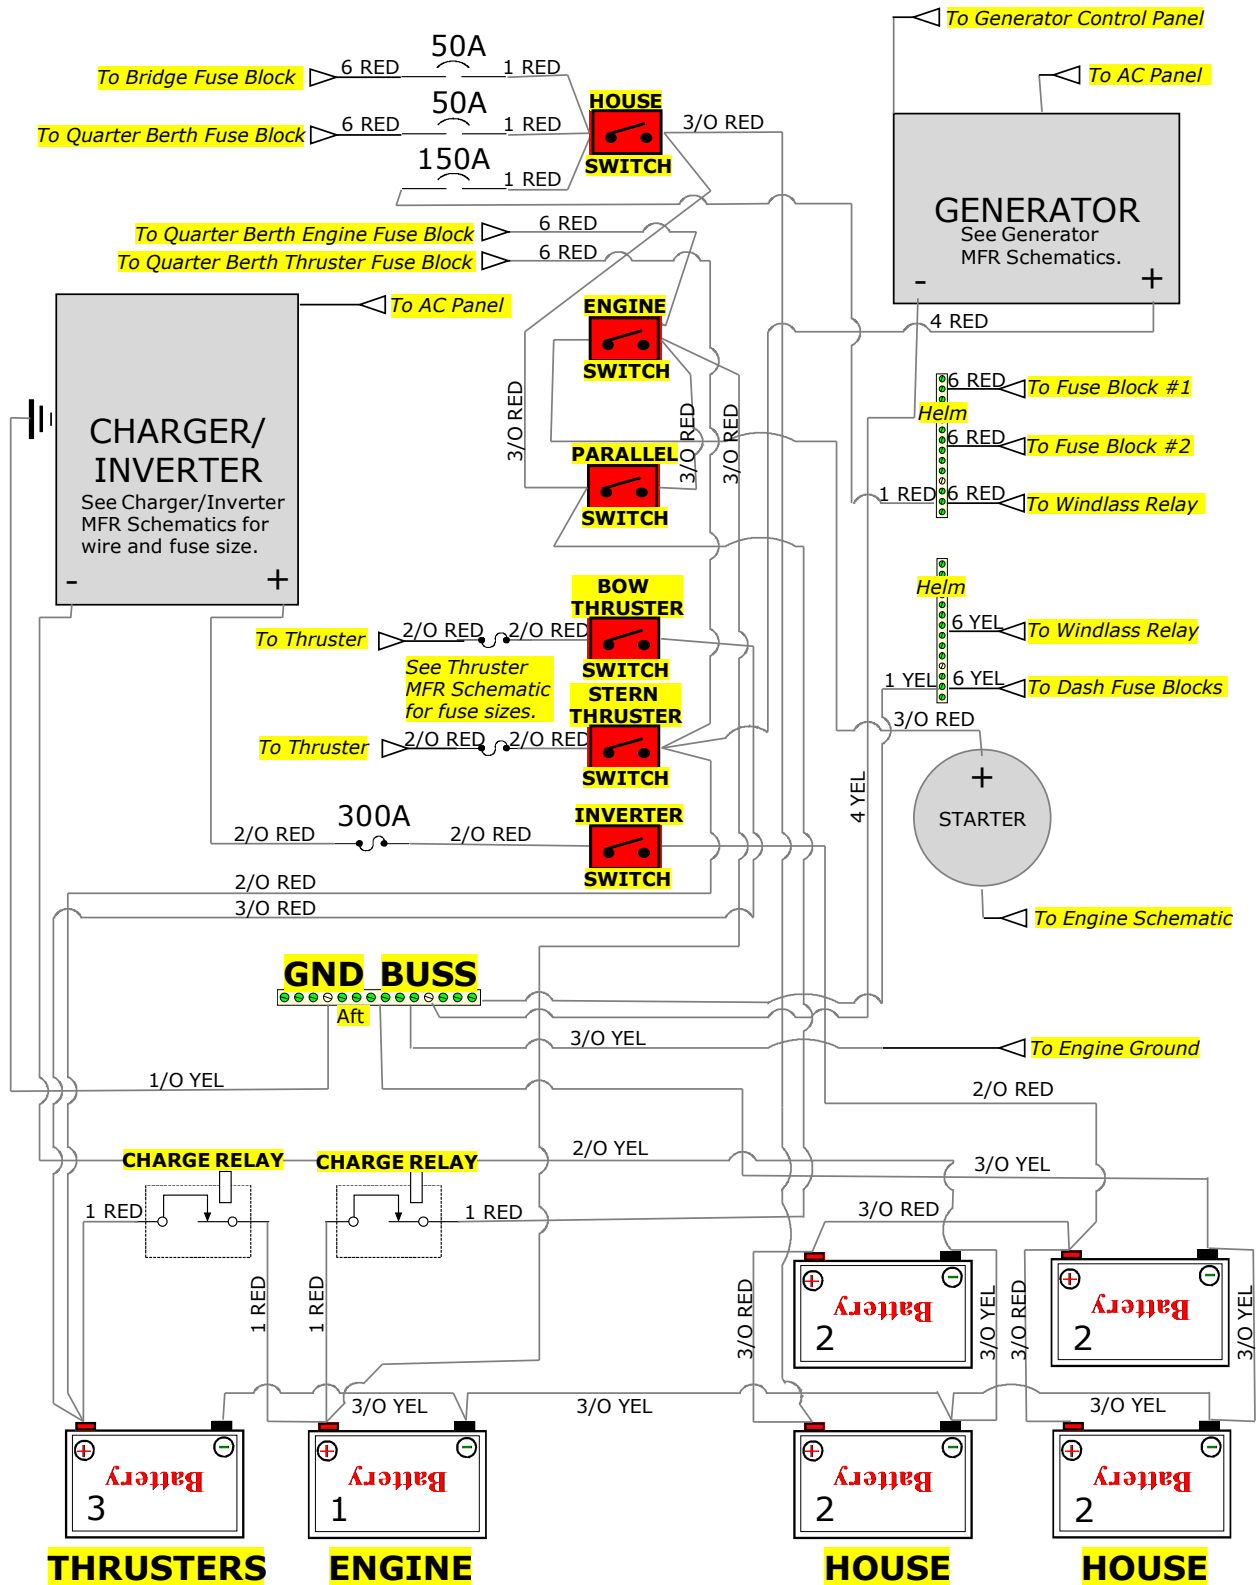 To Generator Control Panel
50A
6 RED
1 RED
To Bridge Fuse Block
To AC Panel
50A
HOUSE
6 RED
1 RED
3/O RED
To Quarter Berth Fuse Block
150A
SWITCH
1 RED
GENERATOR
See Generator
MFR Schematics.
-
+
6 RED
To Quarter Berth Engine Fuse Block
6 RED
To Quarter Berth Thruster Fuse Block
To AC Panel
ENGINE
4 RED
SWITCH
3/O RED
3/O RED
3/O RED
6 RED
To Fuse Block #1
Helm
6 RED
To Fuse Block #2
CHARGER/
INVERTER
See Charger/Inverter
MFR Schematics for
wire and fuse size.
-
+
PARALLEL
SWITCH
1 RED
6 RED
To Windlass Relay
BOW
THRUSTER
Helm
2/O RED
2/O RED
To Thruster
6 YEL
To Windlass Relay
SWITCH
See Thruster
MFR Schematic
for fuse sizes.
STERN
THRUSTER
1 YEL
6 YEL
To Dash Fuse Blocks
3/O RED
2/O RED
2/O RED
To Thruster
SWITCH
+
STARTER
4 YEL
300A
INVERTER
2/O RED
2/O RED
SWITCH
2/O RED
3/O RED
To Engine Schematic
GND BUSS
Aft
3/O YEL
To Engine Ground
1/O YEL
2/O RED
2/O YEL
CHARGE RELAY
CHARGE RELAY
3/O YEL
1 RED
1 RED
3/O RED
1 RED
1 RED
3/O RED
3/O YEL
3/O RED
3/O YEL
+
-
Battery
2
+
-
Battery
2
3/O YEL
3/O YEL
3/O YEL
+
-
Battery
3
+
-
Battery
1
+
-
Battery
2
+
-
Battery
2
THRUSTERS
ENGINE
HOUSE
HOUSE